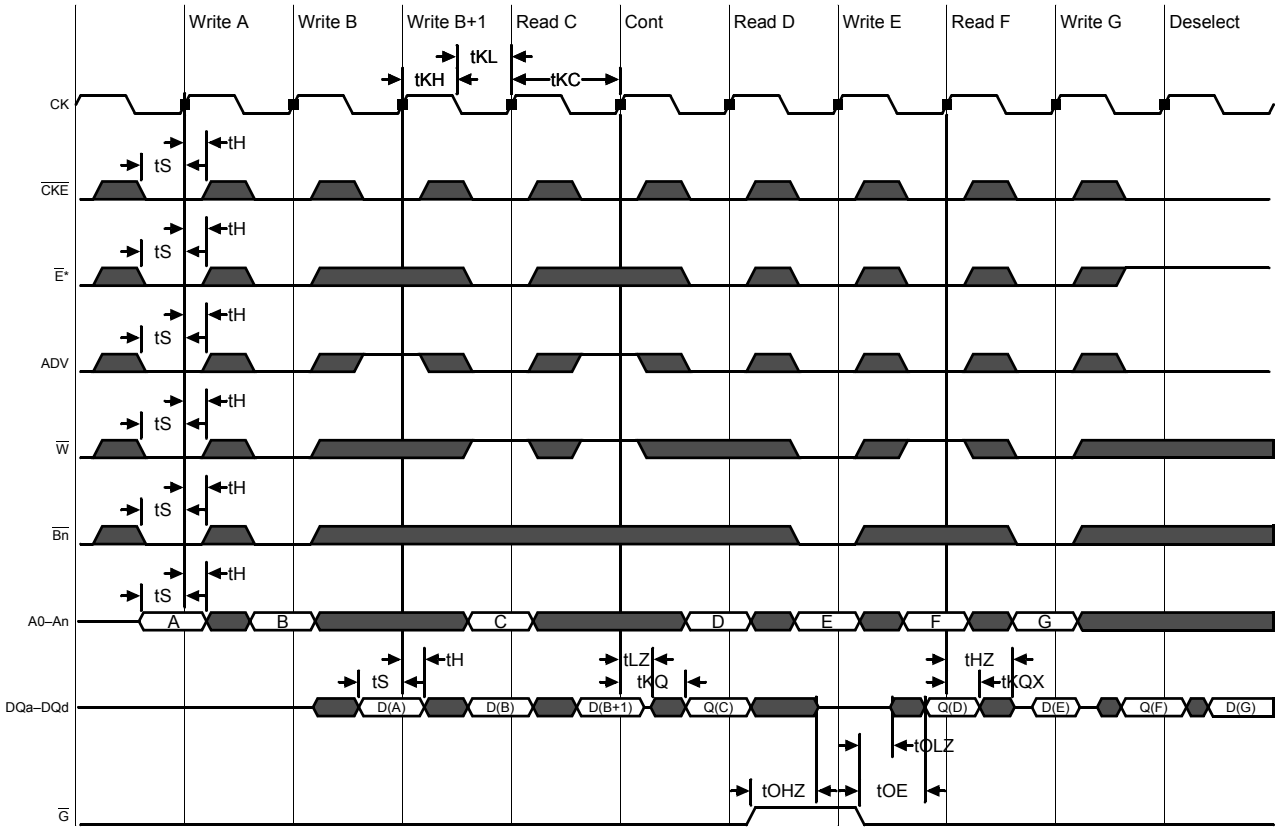 Write A Write B Write B+1 Read C Cont Read D Write E Read F Write G Deselect
tKL
tKH tKC
CK
tH
tS
CKE
tH
tS
E*
tH
tS
ADV
tH
tS
W
tH
tS
Bn
tH
tS
A0–An A B C D E F G
tH tLZ tHZ
tS tKQ tKQX
DQa–DQd D(A) D(B) D(B+1) Q(C) Q(D) D(E) Q(F) D(G)
tOLZ
tOHZ tOE
G